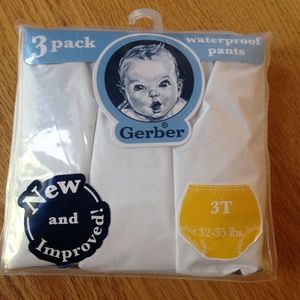 3 pack
waterproof
pants
Gerber®
New
and
Improved!
3T
32-35 lbs.